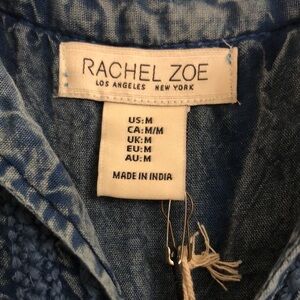 RACHEL ZOE
LOS ANGELES NEW YORK
US:M
CA:M/M
UK:M
EU:M
AU:M
MADE IN INDIA